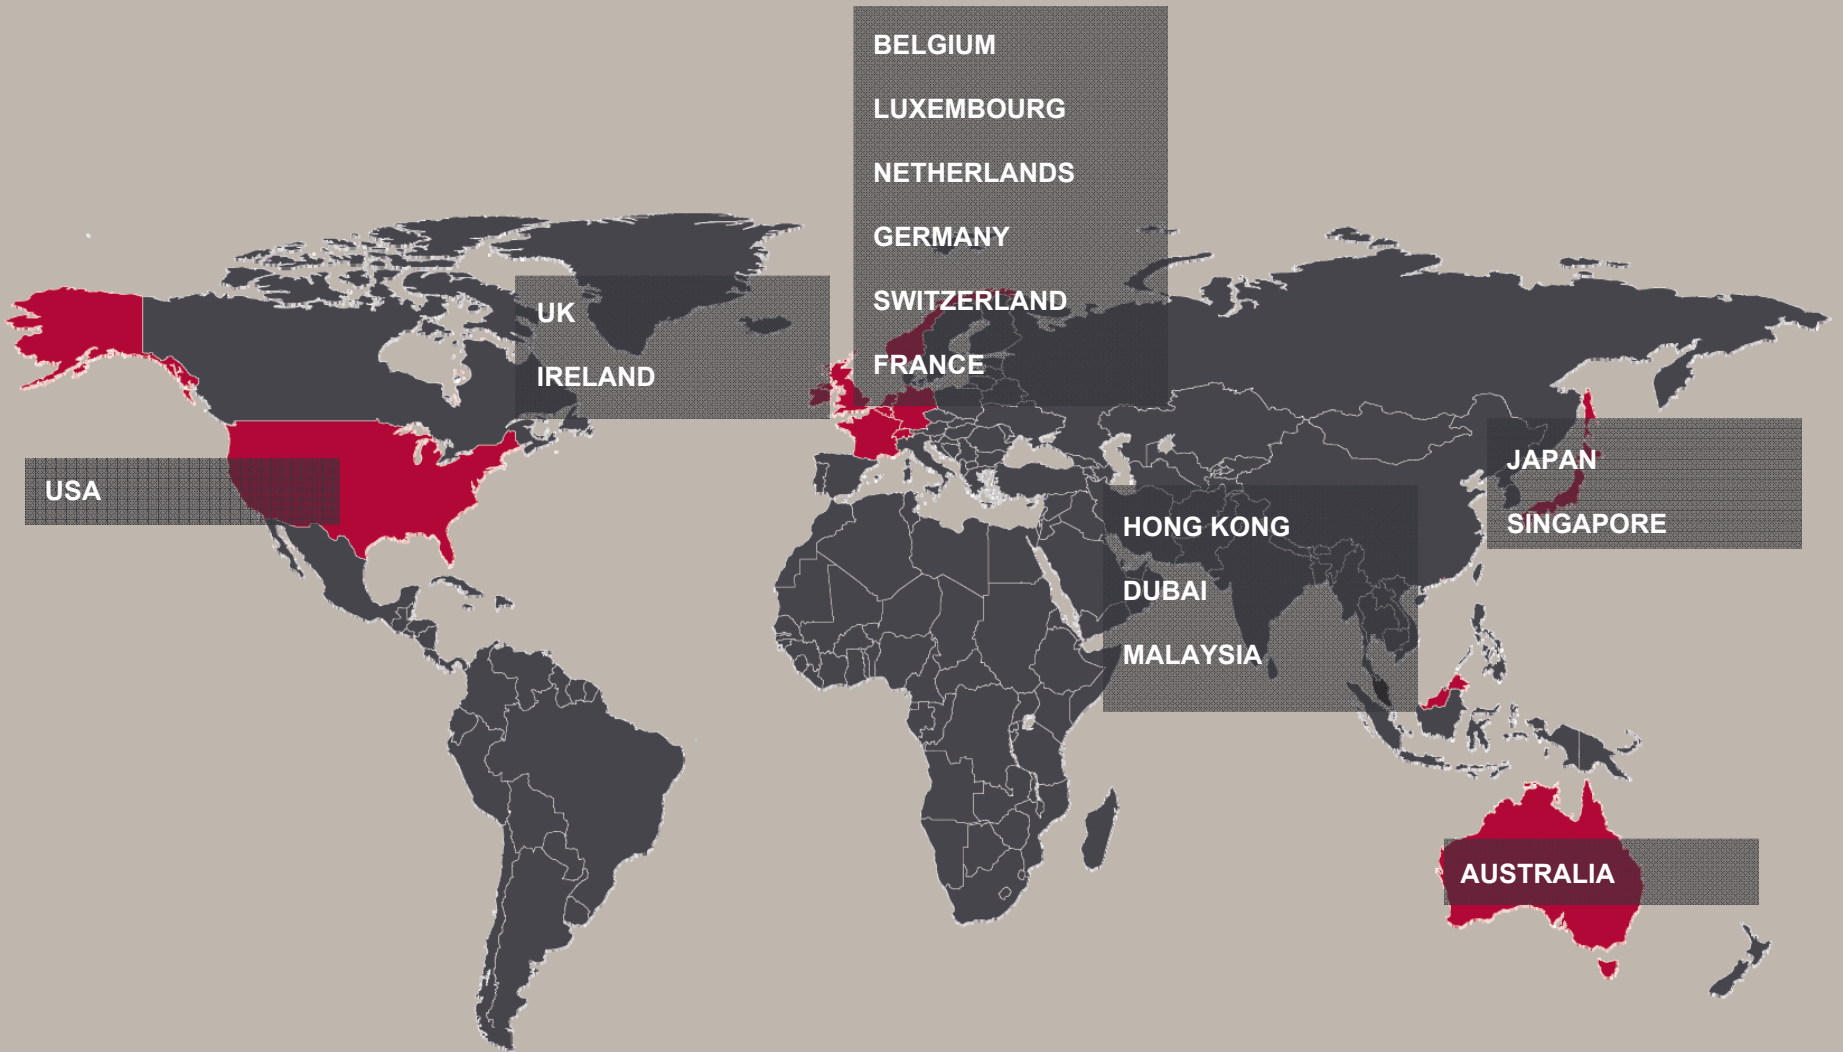 BELGIUM
LUXEMBOURG
NETHERLANDS
GERMANY
SWITZERLAND
FRANCE
UK
IRELAND
USA
JAPAN
SINGAPORE
HONG KONG
DUBAI
MALAYSIA
AUSTRALIA